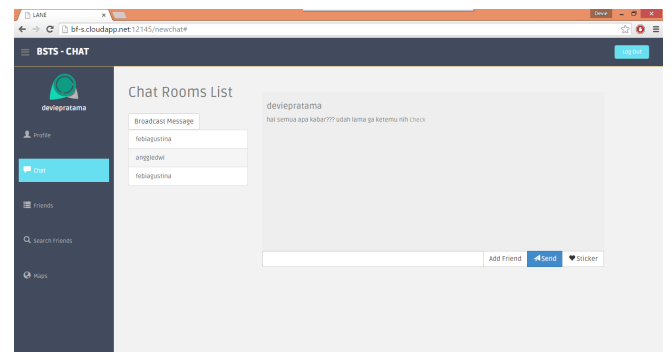 LANE
Devie
bf-s.cloudapp.net:12145/newchat#
BSTS - CHAT
Log Out
deviepratama
Profile
Chat
Friends
Search Friends
Maps
Chat Rooms List
Broadcast Message
febiagustina
anggiedwi
febiagustina
deviepratama
hai semua apa kabar??? udah lama ga ketemu nih Check
Add Friend
Send
Sticker